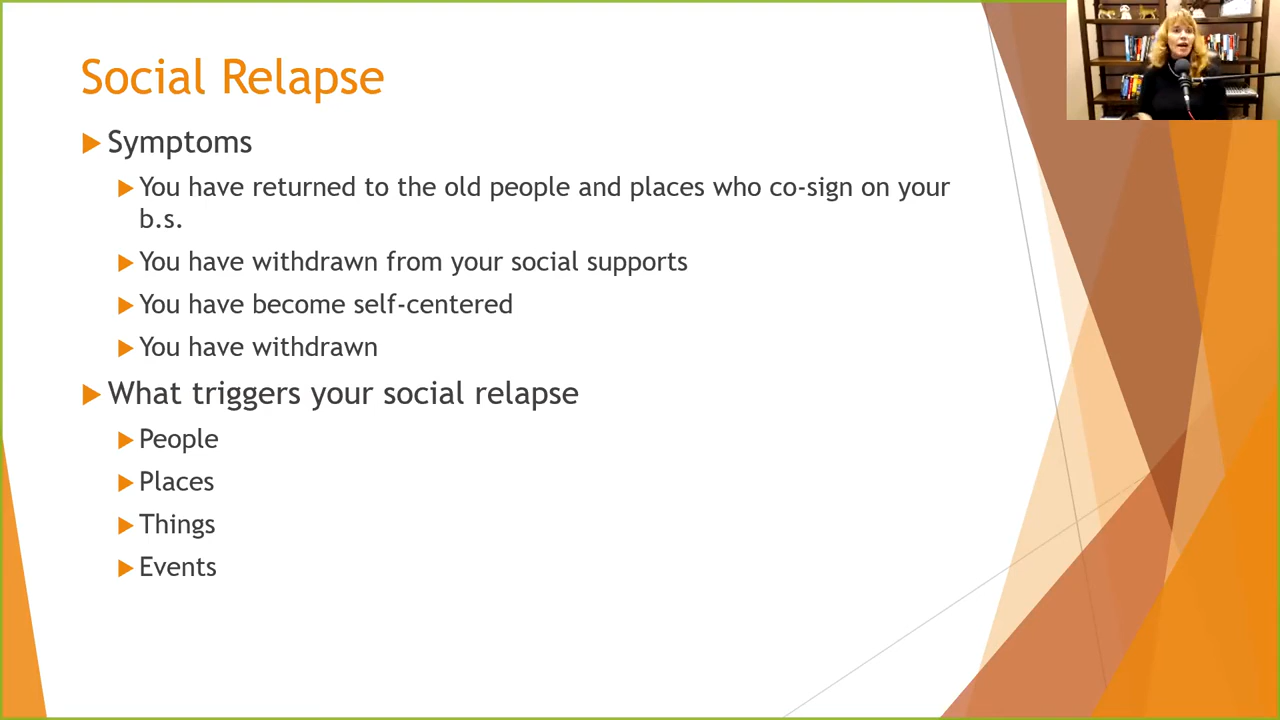 Social Relapse
Symptoms
You have returned to the old people and places who co-sign on your
b.s.
You have withdrawn from your social supports
You have become self-centered
You have withdrawn
What triggers your social relapse
People
Places
Things
Events